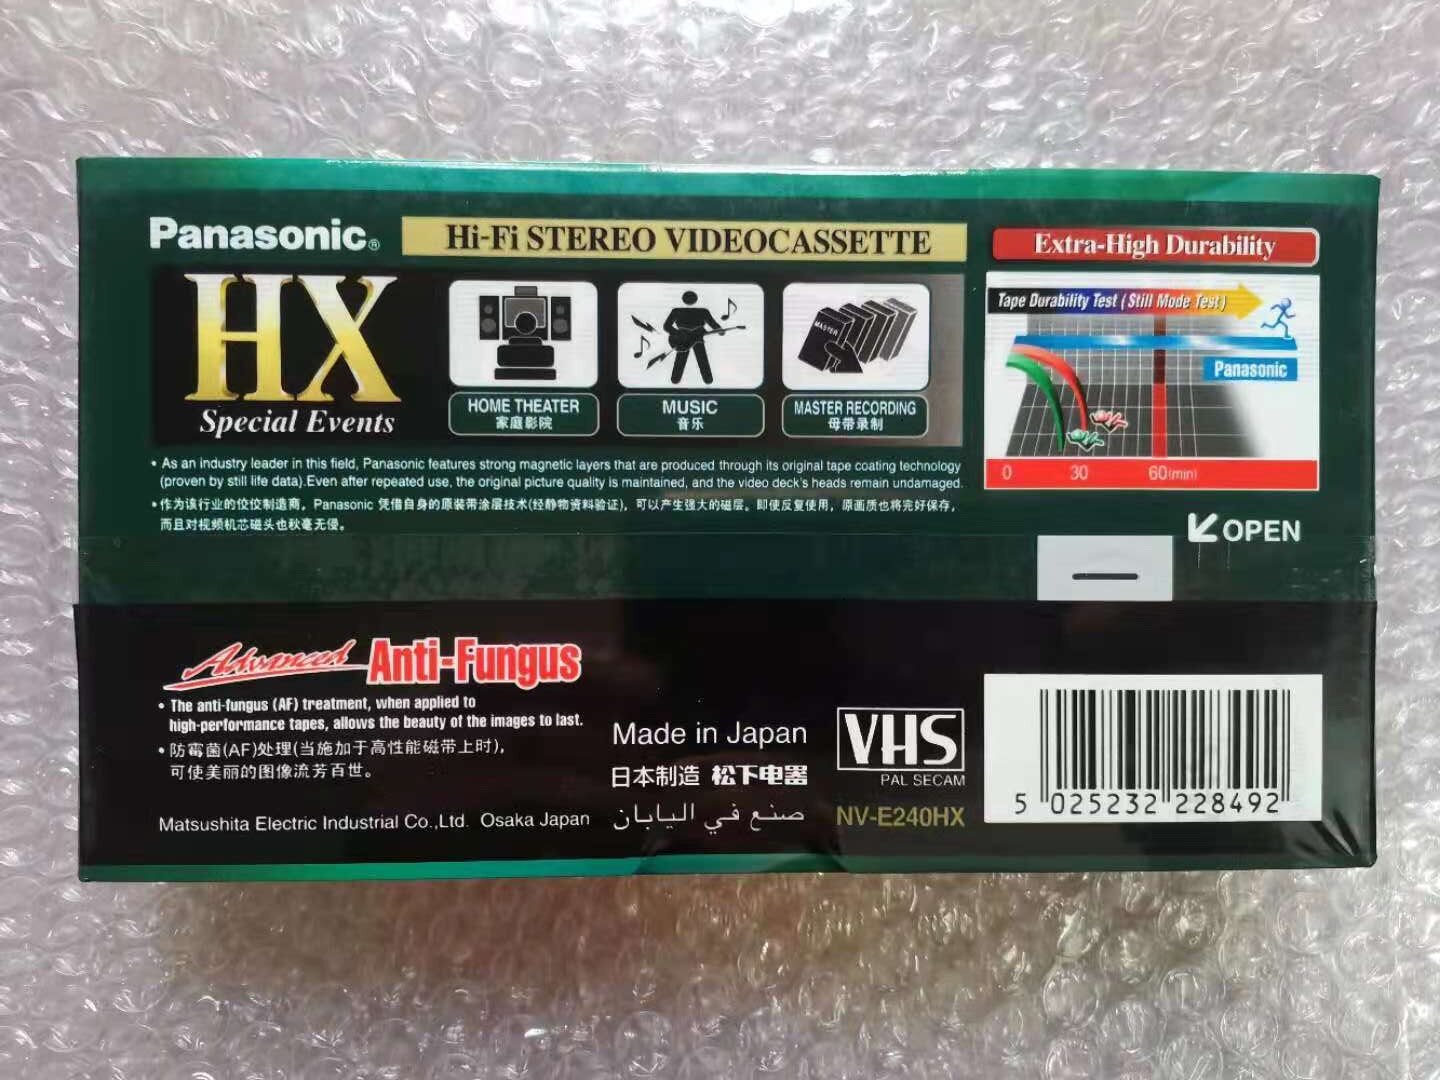 Panasonic®
Hi-Fi STEREO VIDEOCASSETTE
Extra-High Durability
HX
Special Events
MASTER
HOME THEATER
家庭影院
MUSIC
音乐
MASTER RECORDING
母带录制
Tape Durability Test (Still Mode Test)
Panasonic
0 30 60(min)
• As an industry leader in this field, Panasonic features strong magnetic layers that are produced through its original tape coating technology
(proven by still life data).Even after repeated use, the original picture quality is maintained, and the video deck's heads remain undamaged.
• 作为该行业的佼佼制造商，Panasonic 凭借自身的原装带涂层技术(经静物资料验证)，可以产生强大的磁层。即使反复使用，原画质也将完好保存，
而且对视频机芯磁头也秋毫无侵。
OPEN
Advanced Anti-Fungus
• The anti-fungus (AF) treatment, when applied to
high-performance tapes, allows the beauty of the images to last.
• 防霉菌(AF)处理(当施加于高性能磁带上时)，
可使美丽的图像流芳百世。
Matsushita Electric Industrial Co.,Ltd. Osaka Japan
Made in Japan
日本制造 松下电器
صنع في اليابان
VHS
PAL SECAM
NV-E240HX
5 025232 228492